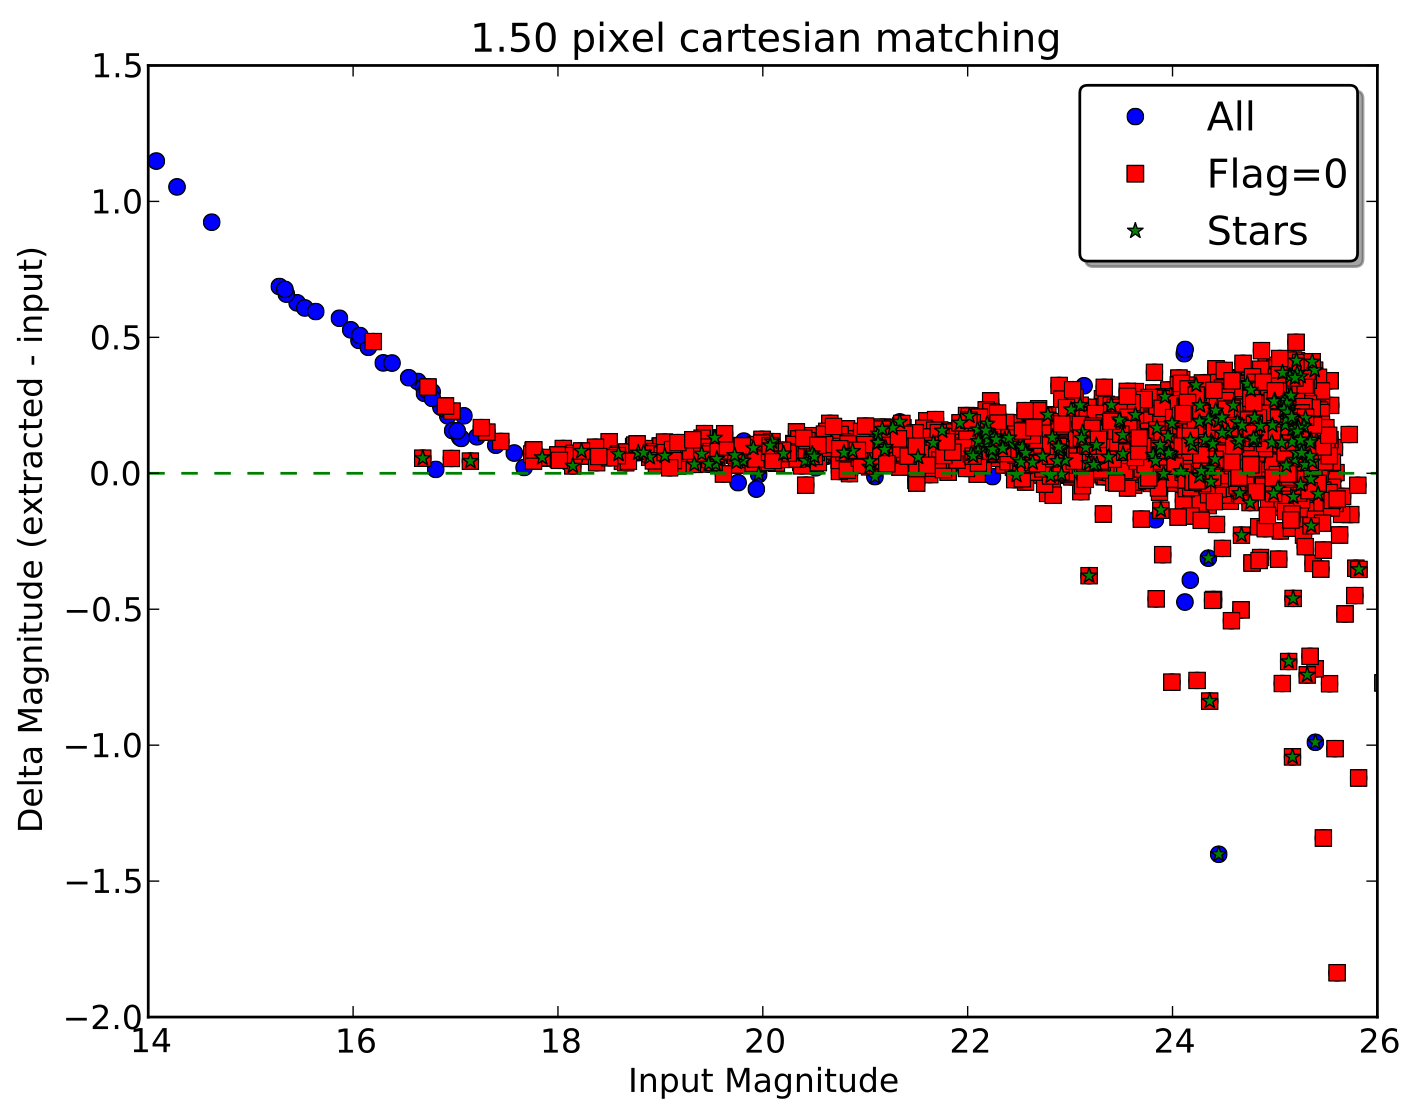 1.50 pixel cartesian matching
1.5
1.0
0.5
0.0
−0.5
−1.0
−1.5
−2.0
Delta Magnitude (extracted - input)
All
Flag=0
Stars
14 16 18 20 22 24 26
Input Magnitude